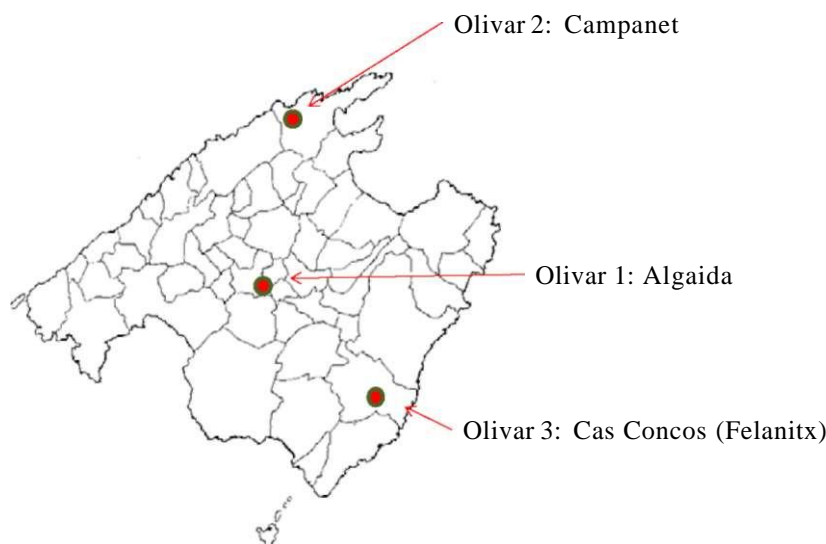 Olivar 2: Campanet
Olivar 1: Algaida
Olivar 3: Cas Concos (Felanitx)